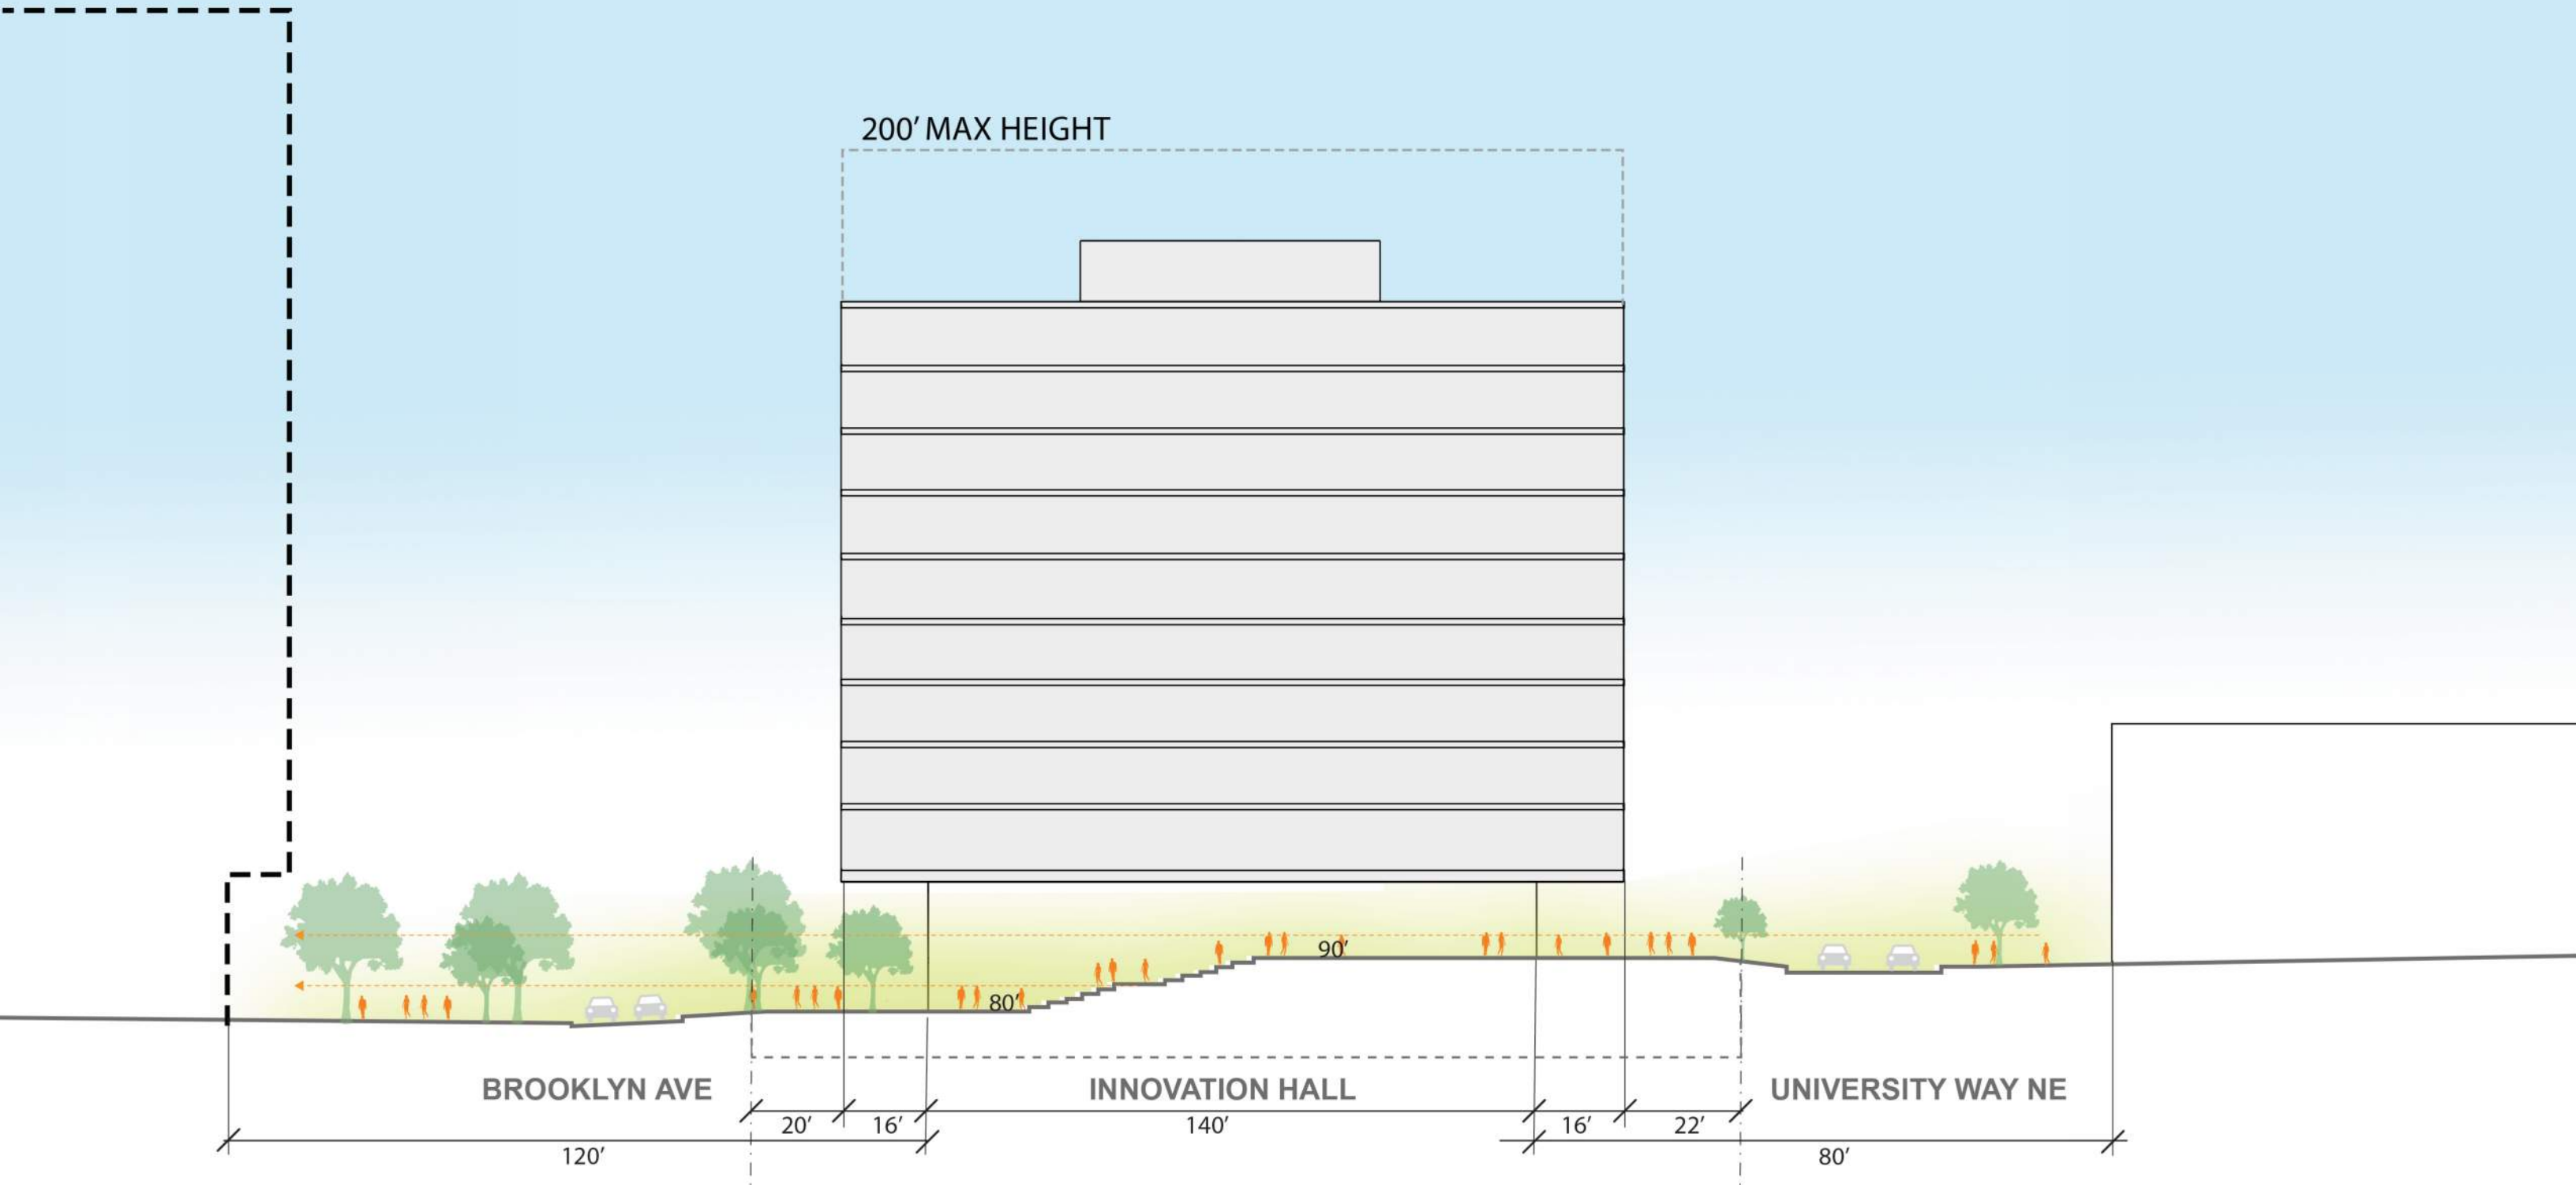 200’ MAX HEIGHT
90’
80’
BROOKLYN AVE
INNOVATION HALL
UNIVERSITY WAY NE
20’
16’
140’
16’
22’
120’
80’